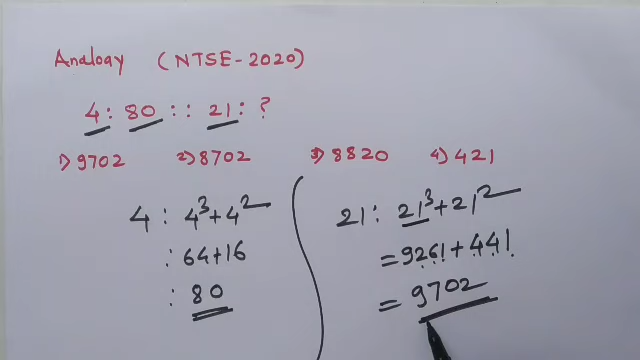 Analoay (NTSE-2020)
4: 80 :: 21: ?
1) 9702 2) 8702 3) 8820 4) 421
4 : 4³+4²
: 64+16
: 80
21: 21³+21²
=9261+441
= 9702